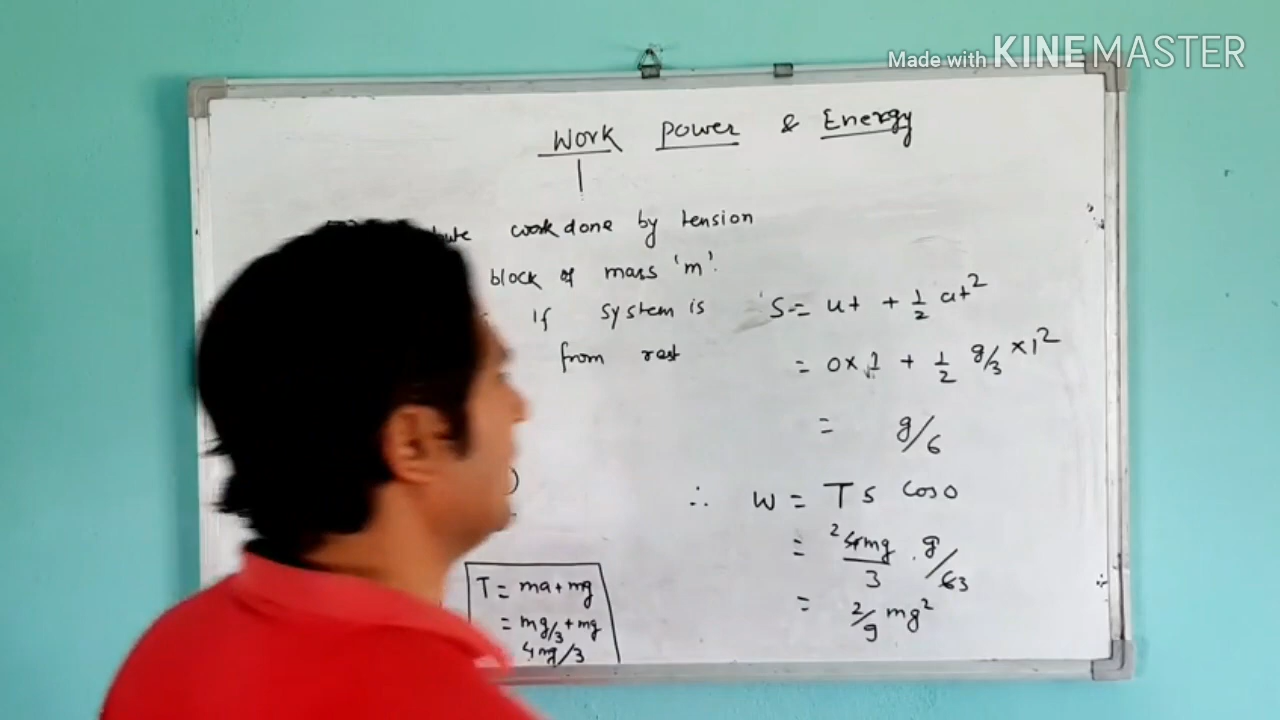 Made with KINEMASTER
Work Power & Energy
work done by tension
block of mass 'm'.
if system is
from rest
S = ut + 1/2 at²
= 0×1 + 1/2 g/3 ×1²
= g/6
)
∴ W = T s cos0
= 2 4mg/3 . g/6 3
= 2/9 mg²
T = ma + mg
= mg/3 + mg
4mg/3